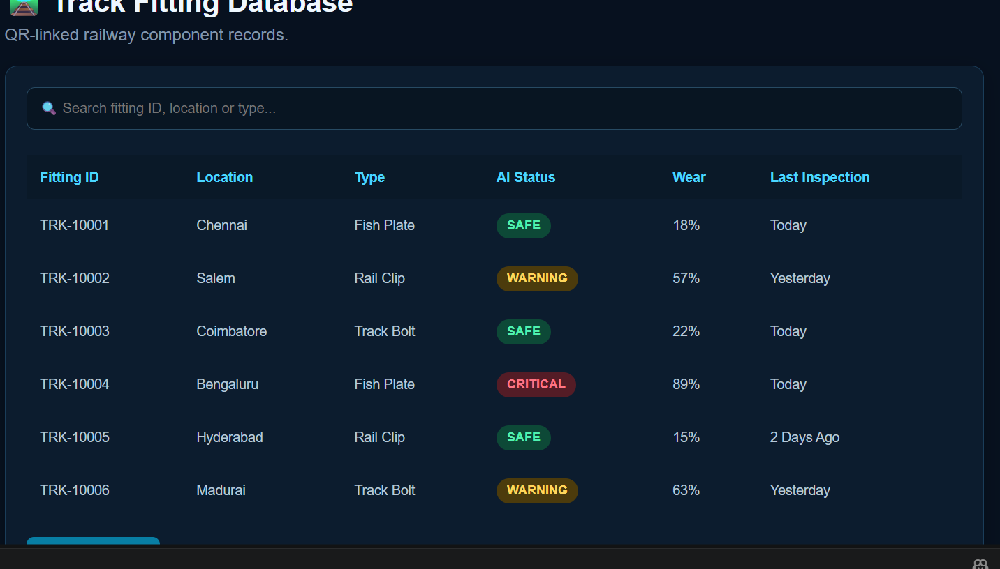 Track Fitting Database
QR-linked railway component records.
Search fitting ID, location or type...
Fitting ID Location Type AI Status Wear Last Inspection
TRK-10001 Chennai Fish Plate SAFE 18% Today
TRK-10002 Salem Rail Clip WARNING 57% Yesterday
TRK-10003 Coimbatore Track Bolt SAFE 22% Today
TRK-10004 Bengaluru Fish Plate CRITICAL 89% Today
TRK-10005 Hyderabad Rail Clip SAFE 15% 2 Days Ago
TRK-10006 Madurai Track Bolt WARNING 63% Yesterday